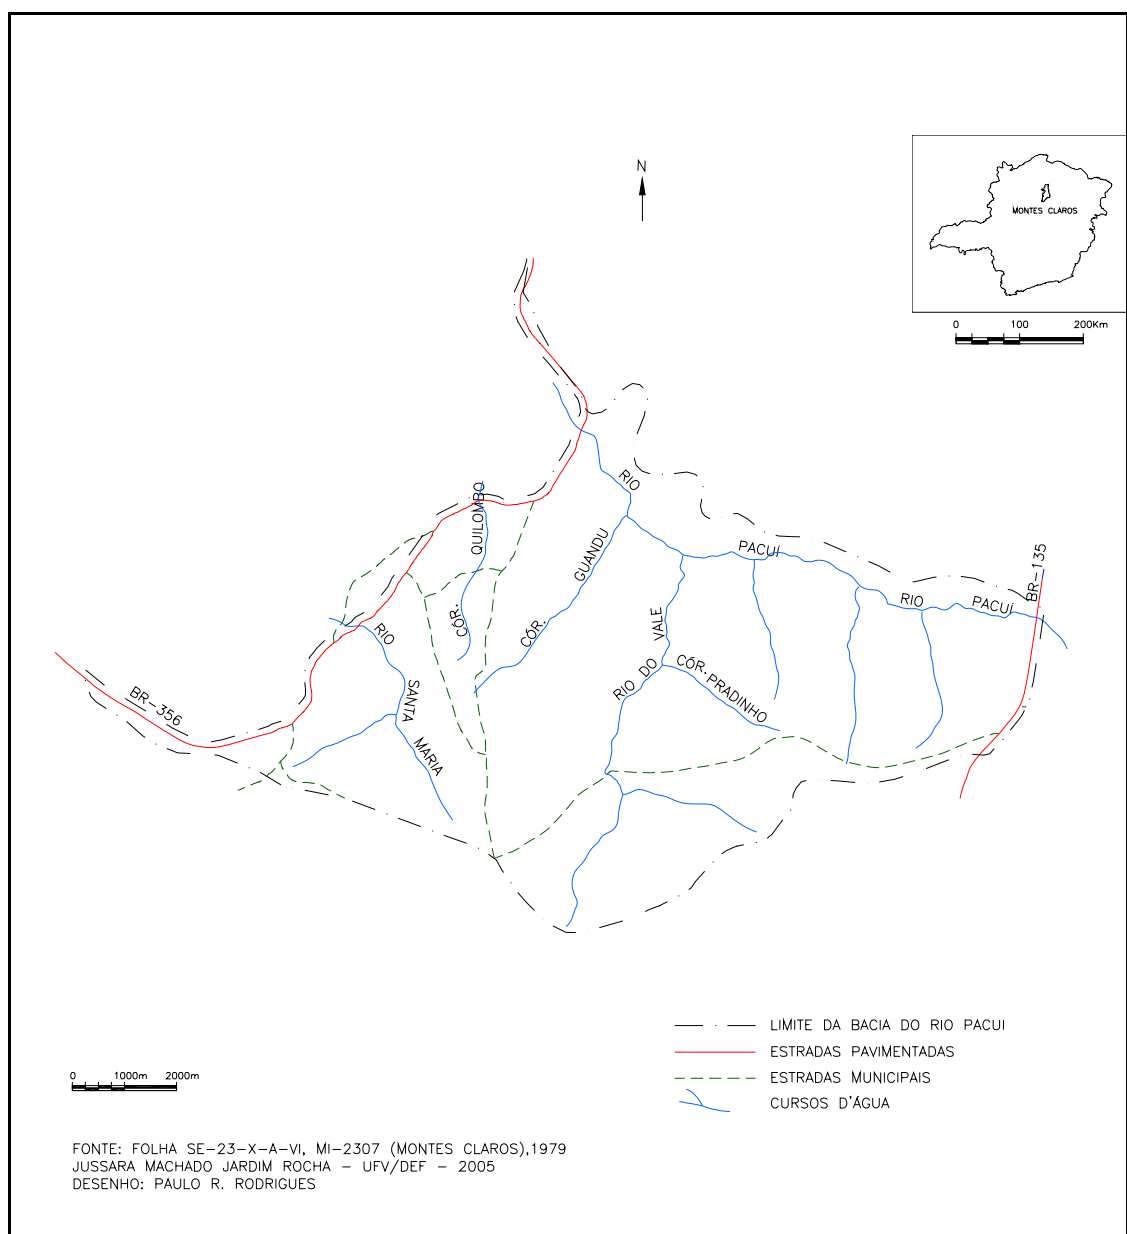 N
MONTES CLAROS
0 100 200Km
RIO
QUILOMBO
CÓR.
GUANDU
CÓR.
PACUÍ
RIO
PACUÍ
BR-135
RIO
SANTA
MARIA
VALE
RIO DO
CÓR.
PRADINHO
BR-356
LIMITE DA BACIA DO RIO PACUI
ESTRADAS PAVIMENTADAS
ESTRADAS MUNICIPAIS
CURSOS D'ÁGUA
0 1000m 2000m
FONTE: FOLHA SE-23-X-A-VI, MI-2307 (MONTES CLAROS),1979
JUSSARA MACHADO JARDIM ROCHA - UFV/DEF - 2005
DESENHO: PAULO R. RODRIGUES